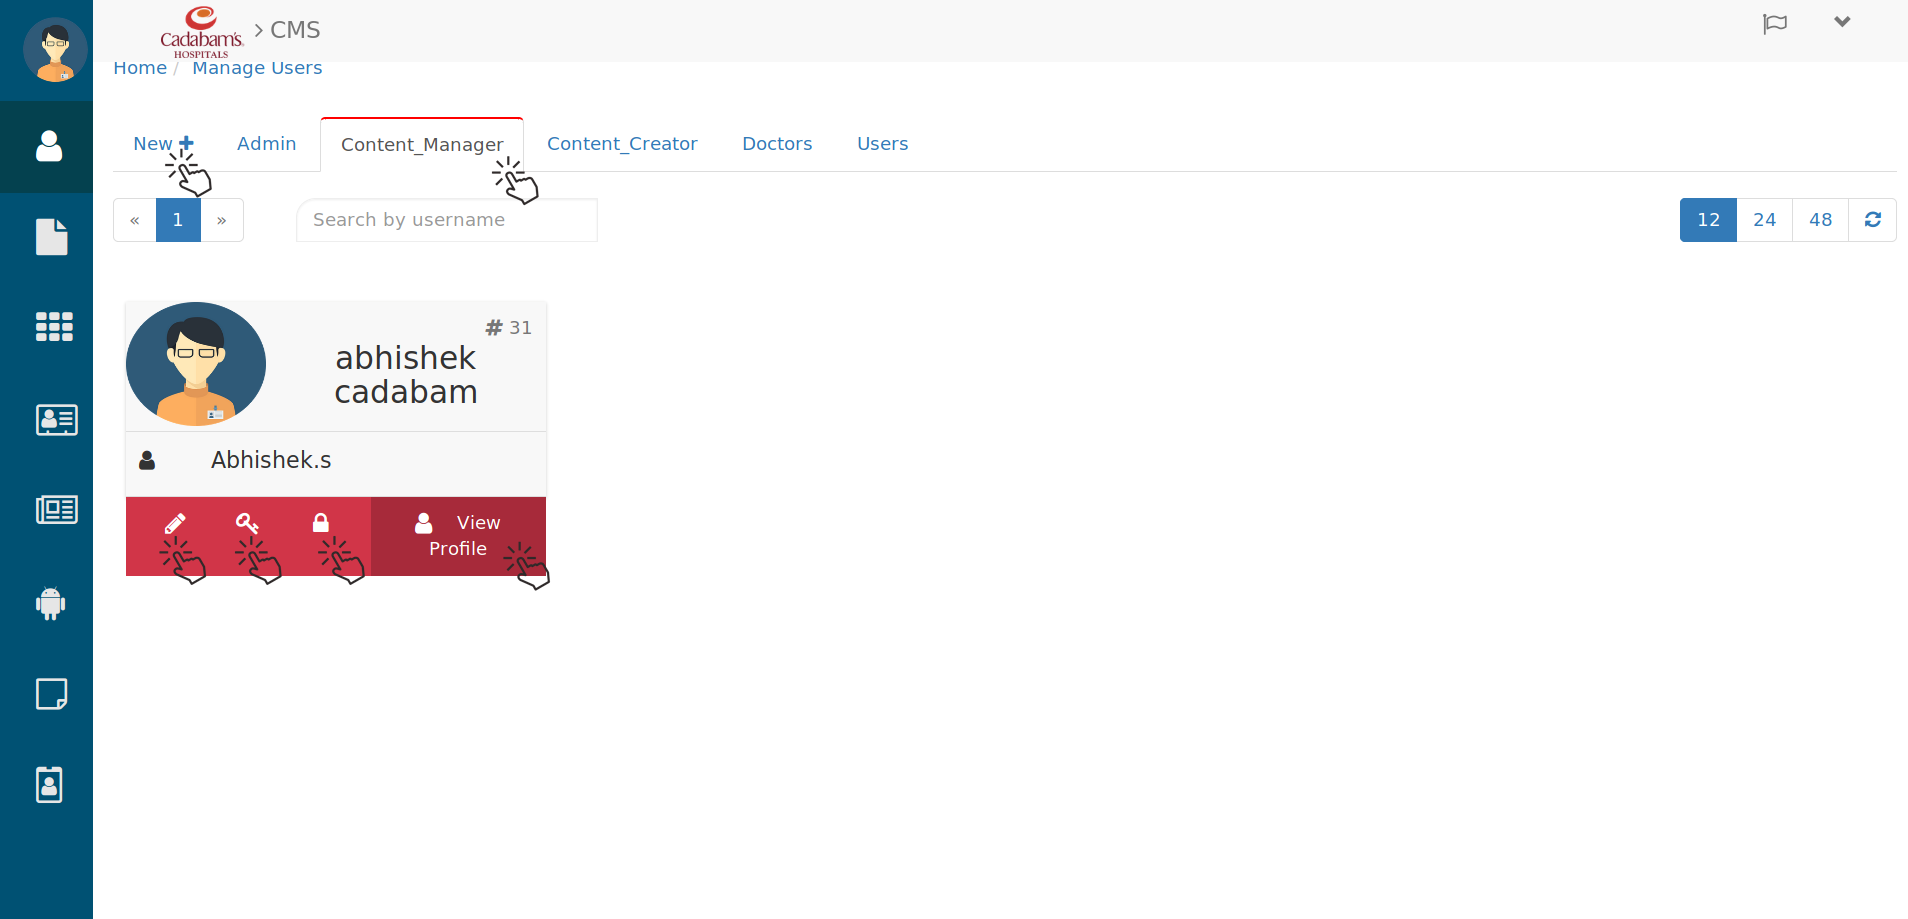 Cadabam's
HOSPITALS
> CMS
Home / Manage Users
New + Admin Content_Manager Content_Creator Doctors Users
« 1 » Search by username 12 24 48
# 31
abhishek
cadabam
Abhishek.s
View
Profile